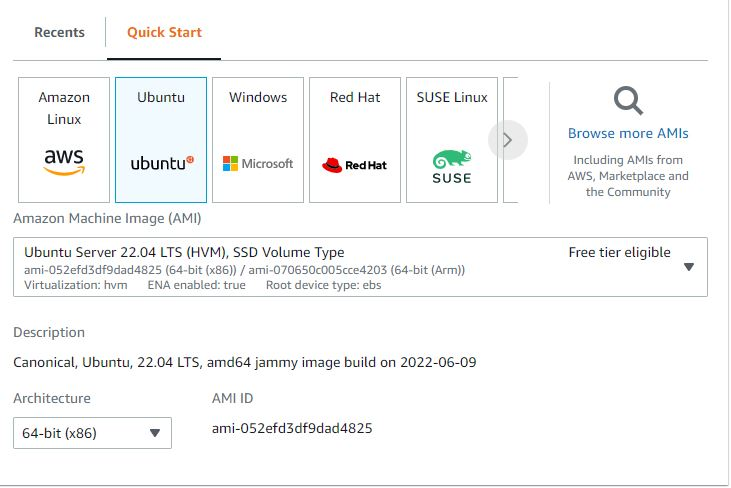 Recents
Quick Start
Amazon
Linux
aws
Ubuntu
ubuntu
Windows
Microsoft
Red Hat
Red Hat
SUSE Linux
SUSE
Browse more AMIs
Including AMIs from
AWS, Marketplace and
the Community
Amazon Machine Image (AMI)
Ubuntu Server 22.04 LTS (HVM), SSD Volume Type
Free tier eligible
ami-052efd3df9dad4825 (64-bit (x86)) / ami-070650c005cce4203 (64-bit (Arm))
Virtualization: hvm ENA enabled: true Root device type: ebs
Description
Canonical, Ubuntu, 22.04 LTS, amd64 jammy image build on 2022-06-09
Architecture
AMI ID
64-bit (x86)
ami-052efd3df9dad4825